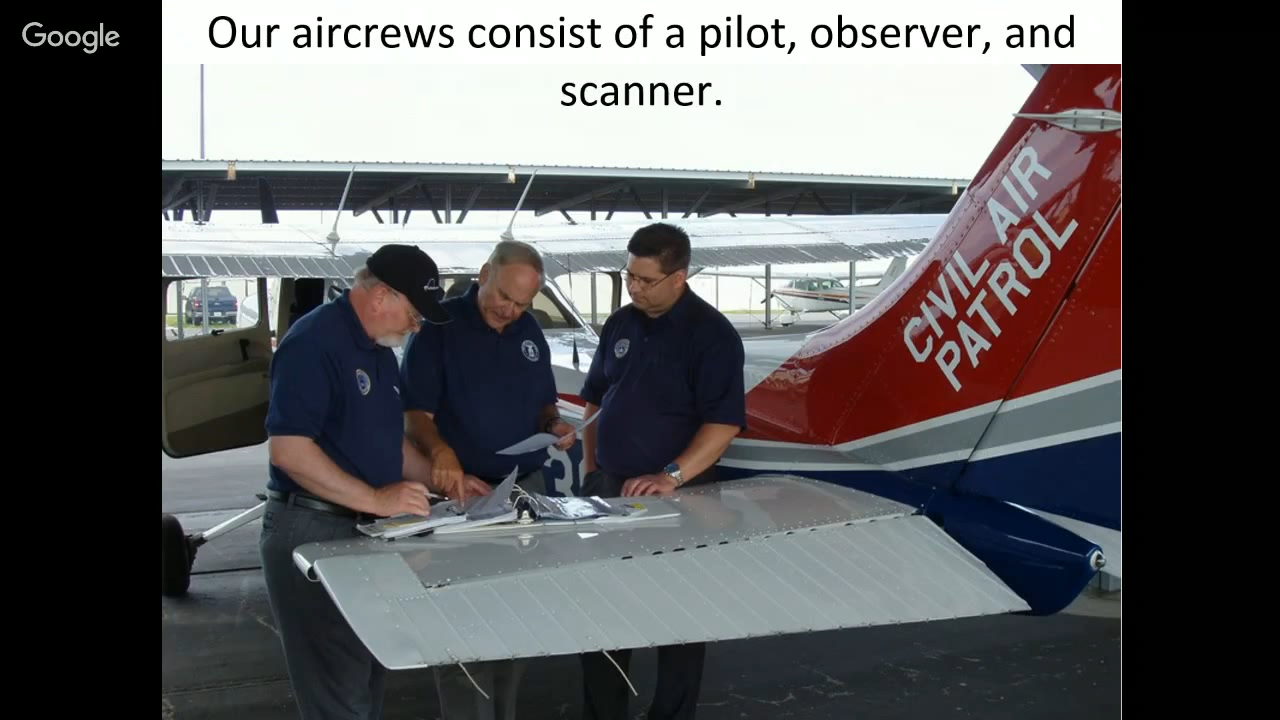 Google
Our aircrews consist of a pilot, observer, and
scanner.
CIVIL AIR
PATROL